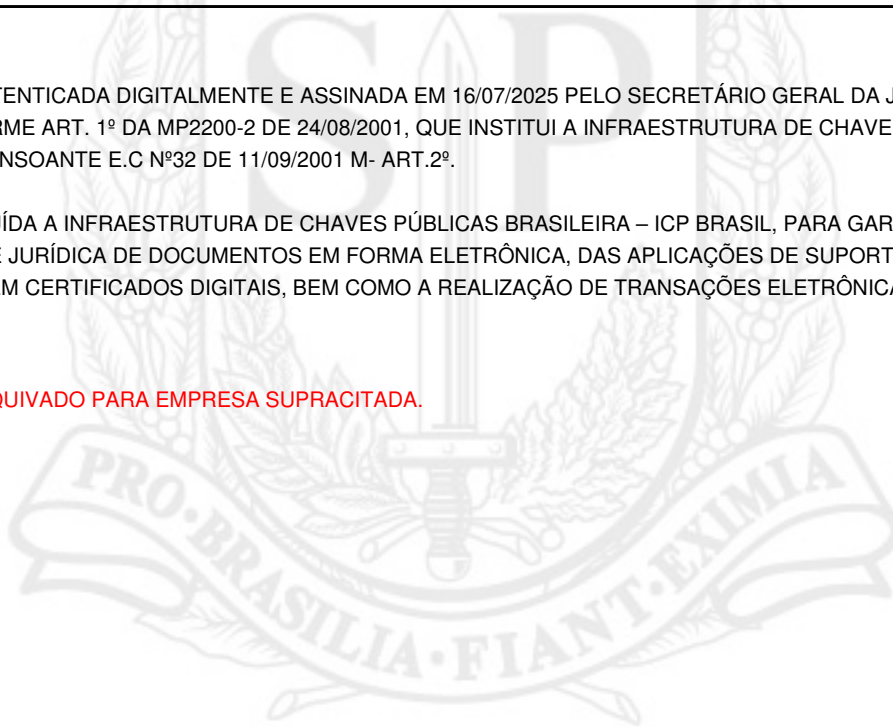 TENTICADA DIGITALMENTE E ASSINADA EM 16/07/2025 PELO SECRETÁRIO GERAL DA J
RME ART. 1º DA MP2200-2 DE 24/08/2001, QUE INSTITUI A INFRAESTRUTURA DE CHAVE
NSOANTE E.C Nº32 DE 11/09/2001 M- ART.2º.
ÍDA A INFRAESTRUTURA DE CHAVES PÚBLICAS BRASILEIRA – ICP BRASIL, PARA GAR
E JURÍDICA DE DOCUMENTOS EM FORMA ELETRÔNICA, DAS APLICAÇÕES DE SUPORT
EM CERTIFICADOS DIGITAIS, BEM COMO A REALIZAÇÃO DE TRANSAÇÕES ELETRÔNICA
QUIVADO PARA EMPRESA SUPRACITADA.
SP
PRO·BRASILIA·FIANT·EXIMIA